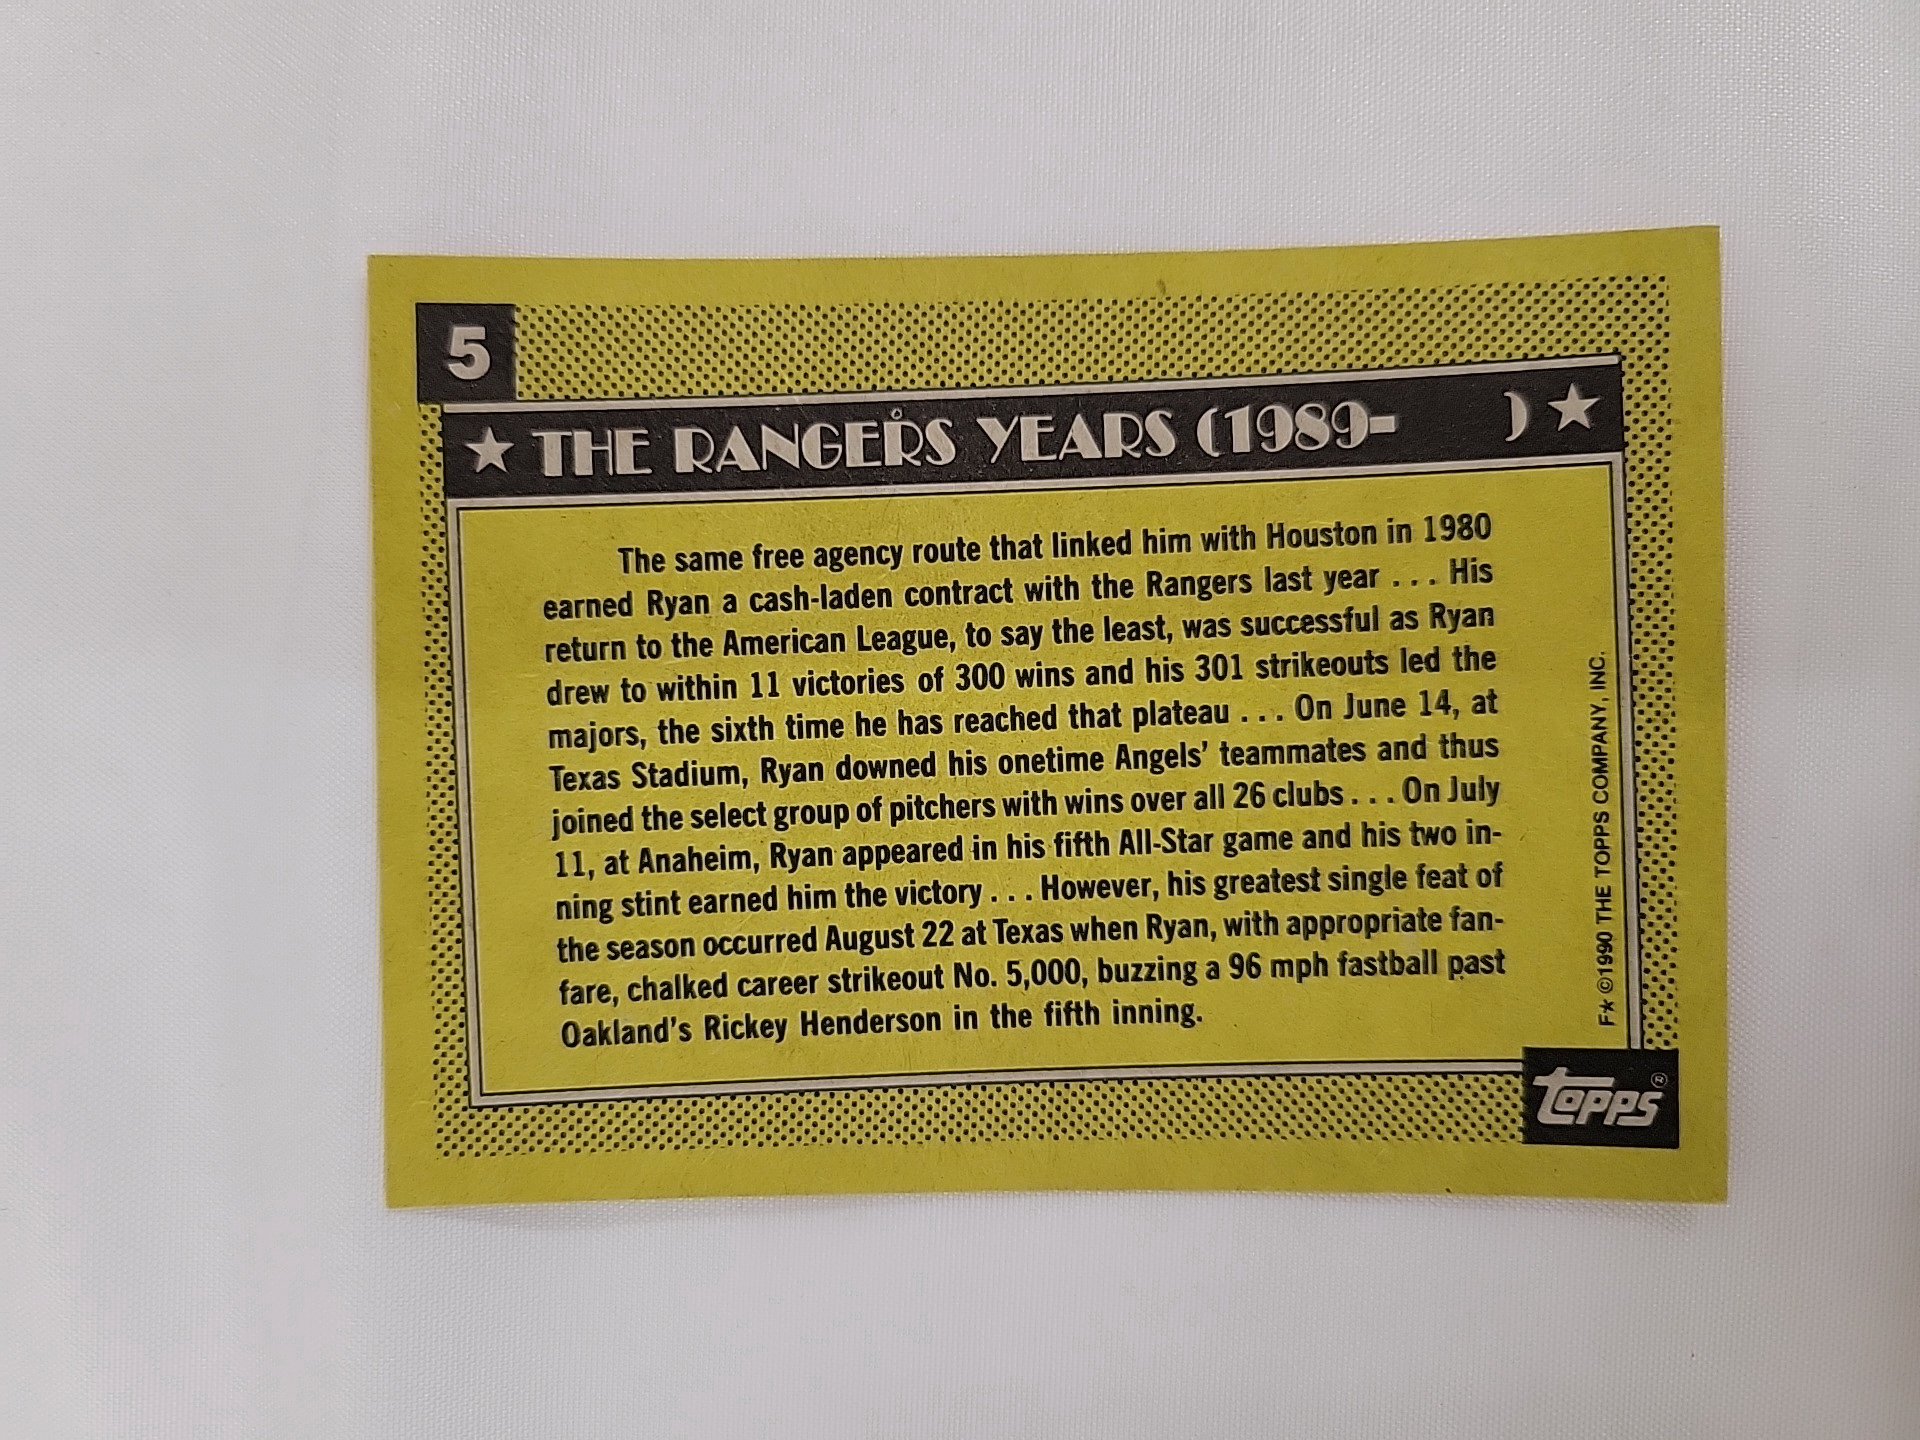 5
★ THE RANGERS YEARS (1989- ) ★
The same free agency route that linked him with Houston in 1980
earned Ryan a cash-laden contract with the Rangers last year . . . His
return to the American League, to say the least, was successful as Ryan
drew to within 11 victories of 300 wins and his 301 strikeouts led the
majors, the sixth time he has reached that plateau . . . On June 14, at
Texas Stadium, Ryan downed his onetime Angels' teammates and thus
joined the select group of pitchers with wins over all 26 clubs . . . On July
11, at Anaheim, Ryan appeared in his fifth All-Star game and his two in-
ning stint earned him the victory . . . However, his greatest single feat of
the season occurred August 22 at Texas when Ryan, with appropriate fan-
fare, chalked career strikeout No. 5,000, buzzing a 96 mph fastball past
Oakland's Rickey Henderson in the fifth inning.
F★ ©1990 THE TOPPS COMPANY, INC.
topps®